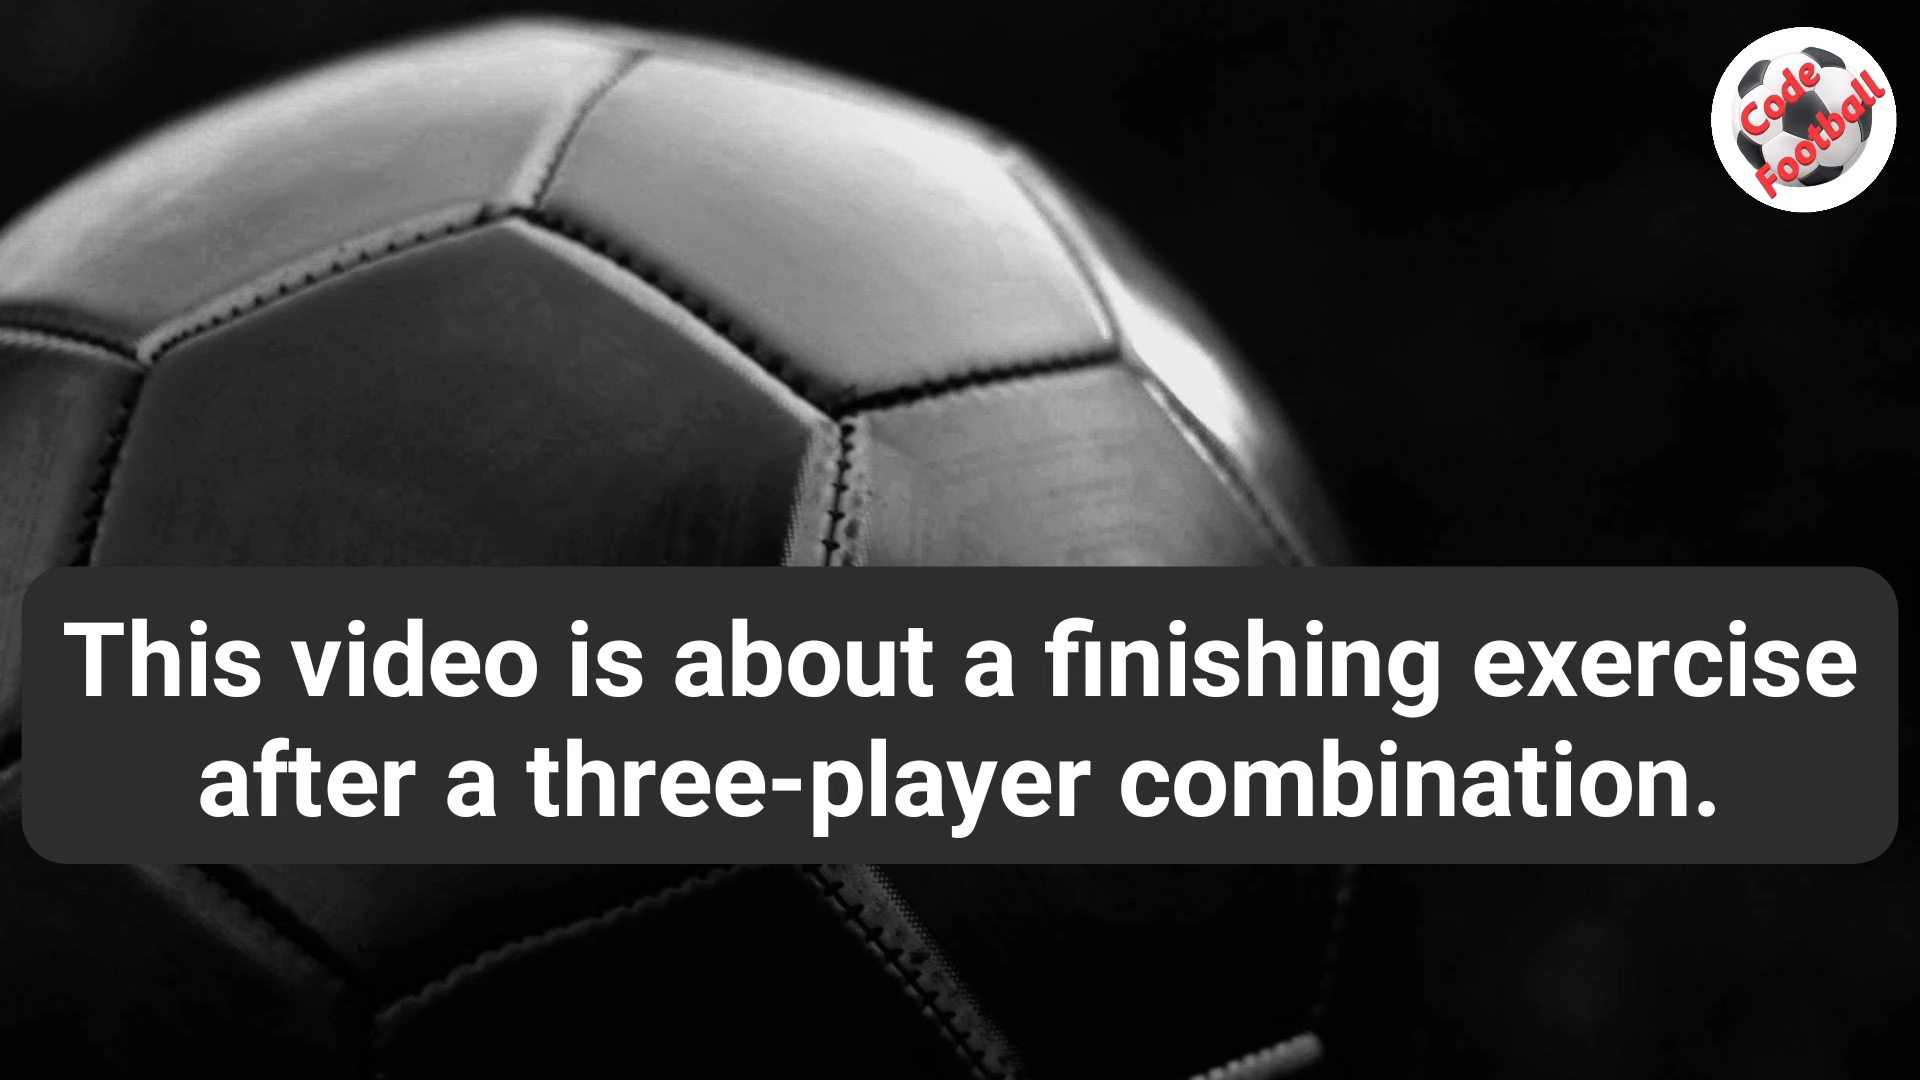 Code
Football
This video is about a finishing exercise
after a three-player combination.